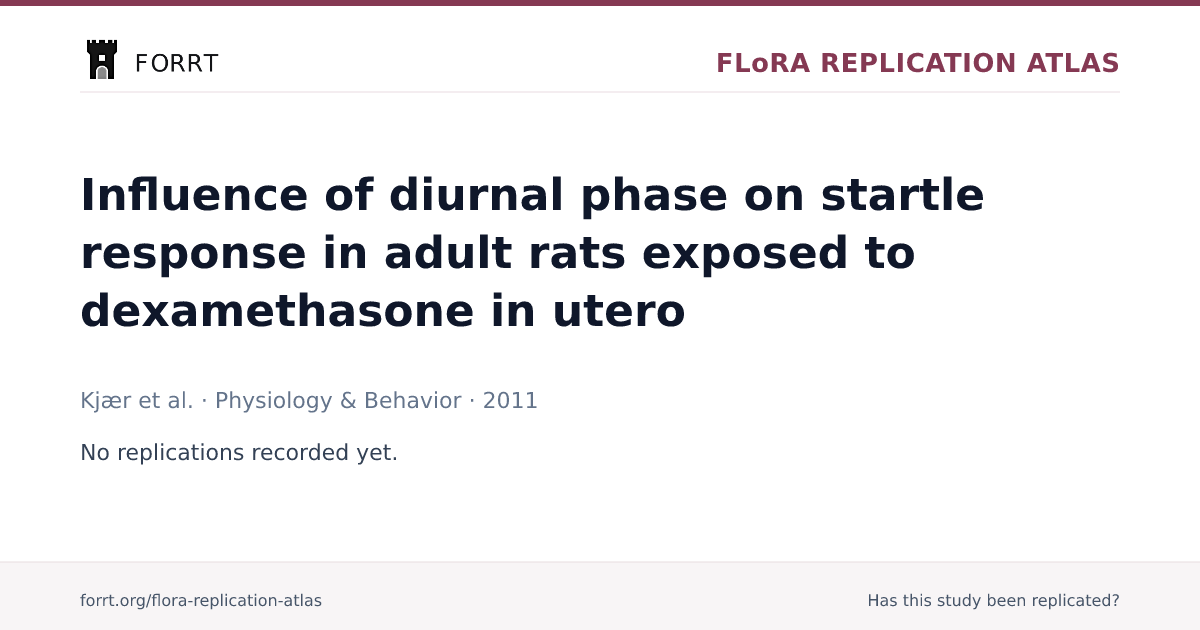 FORRT
FLoRA REPLICATION ATLAS
Influence of diurnal phase on startle
response in adult rats exposed to
dexamethasone in utero
Kjær et al. · Physiology & Behavior · 2011
No replications recorded yet.
forrt.org/flora-replication-atlas
Has this study been replicated?